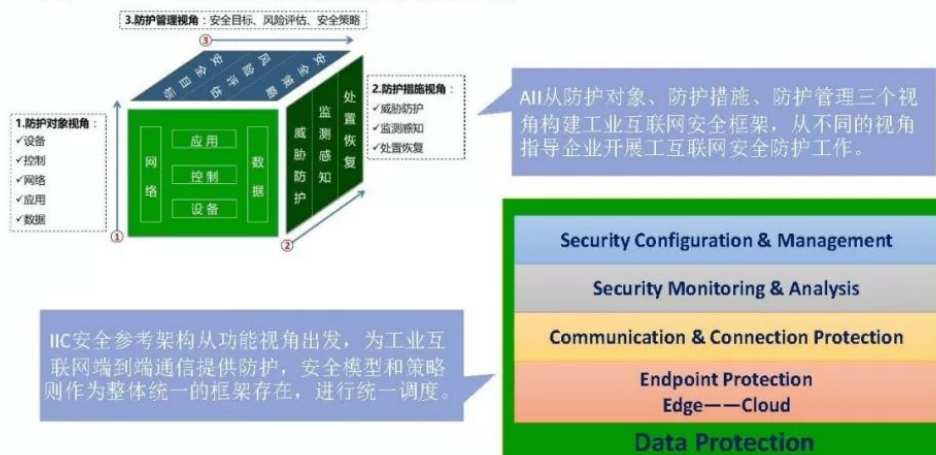 3.防护管理视角：安全目标、风险评估、安全策略
③
安全目标
风险评估
安全策略
1.防护对象视角：
✓设备
✓控制
✓网络
✓应用
✓数据
①
网络
应用
控制
设备
数据
威胁防护
监测感知
处置恢复
②
2.防护措施视角：
✓威胁防护
✓监测感知
✓处置恢复
AII从防护对象、防护措施、防护管理三个视
角构建工业互联网安全框架，从不同的视角
指导企业开展工互联网安全防护工作。
IIC安全参考架构从功能视角出发，为工业互
联网端到端通信提供防护，安全模型和策略
则作为整体统一的框架存在，进行统一调度。
Security Configuration & Management
Security Monitoring & Analysis
Communication & Connection Protection
Endpoint Protection
Edge——Cloud
Data Protection